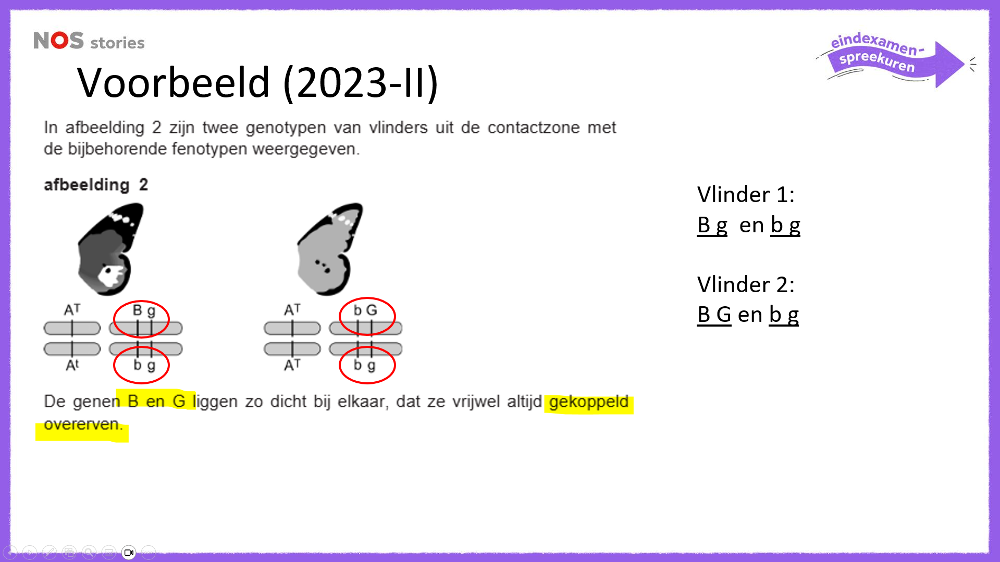 NOS stories
eindexamen-
spreekuren
Voorbeeld (2023-II)
In afbeelding 2 zijn twee genotypen van vlinders uit de contactzone met
de bijbehorende fenotypen weergegeven.
afbeelding 2
Vlinder 1:
B g en b g
Vlinder 2:
B G en b g
AT B g AT b G
At b g AT b g
De genen B en G liggen zo dicht bij elkaar, dat ze vrijwel altijd gekoppeld
overerven.